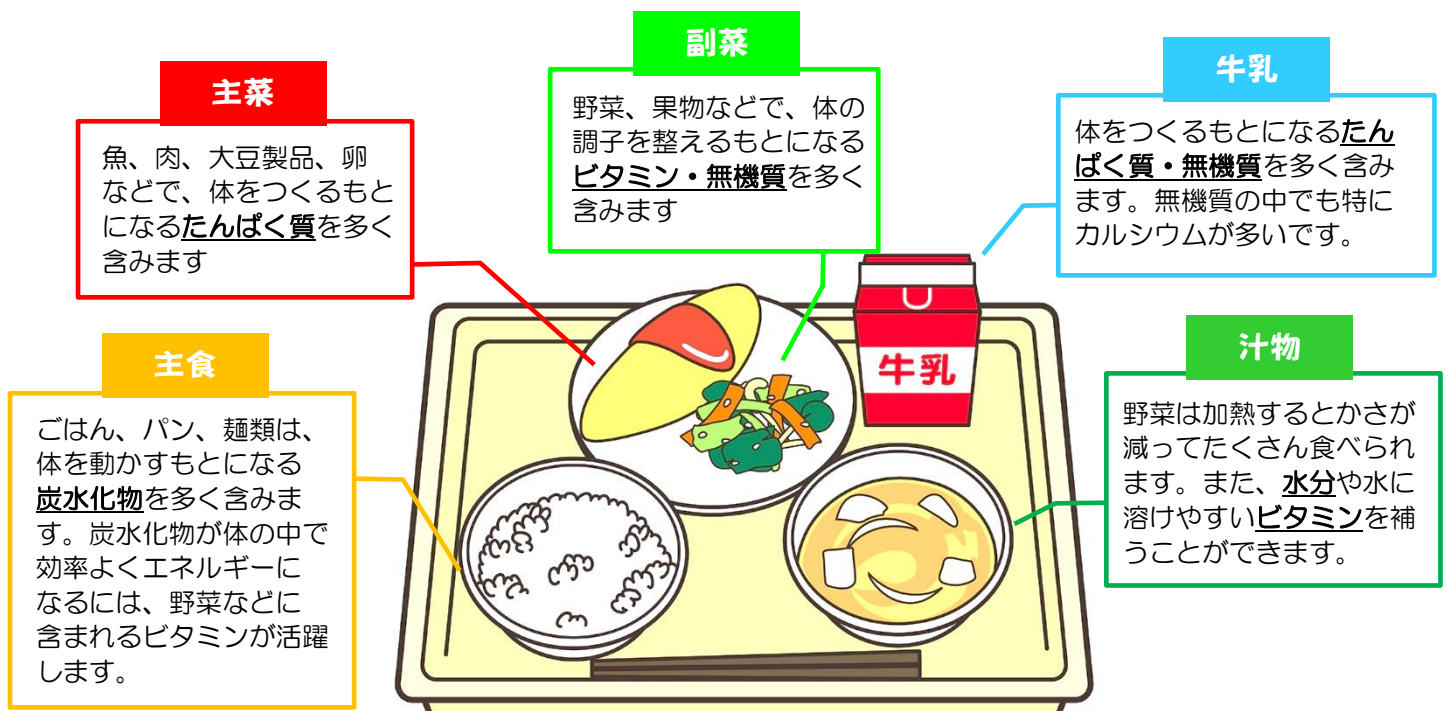 主菜
魚、肉、大豆製品、卵
などで、体をつくるもと
になるたんぱく質を多く
含みます
副菜
野菜、果物などで、体の
調子を整えるもとになる
ビタミン・無機質を多く
含みます
牛乳
体をつくるもとになるたん
ぱく質・無機質を多く含み
ます。無機質の中でも特に
カルシウムが多いです。
主食
ごはん、パン、麺類は、
体を動かすもとになる
炭水化物を多く含みま
す。炭水化物が体の中で
効率よくエネルギーに
なるには、野菜などに
含まれるビタミンが活躍
します。
牛乳
汁物
野菜は加熱するとかさが
減ってたくさん食べられ
ます。また、水分や水に
溶けやすいビタミンを補
うことができます。